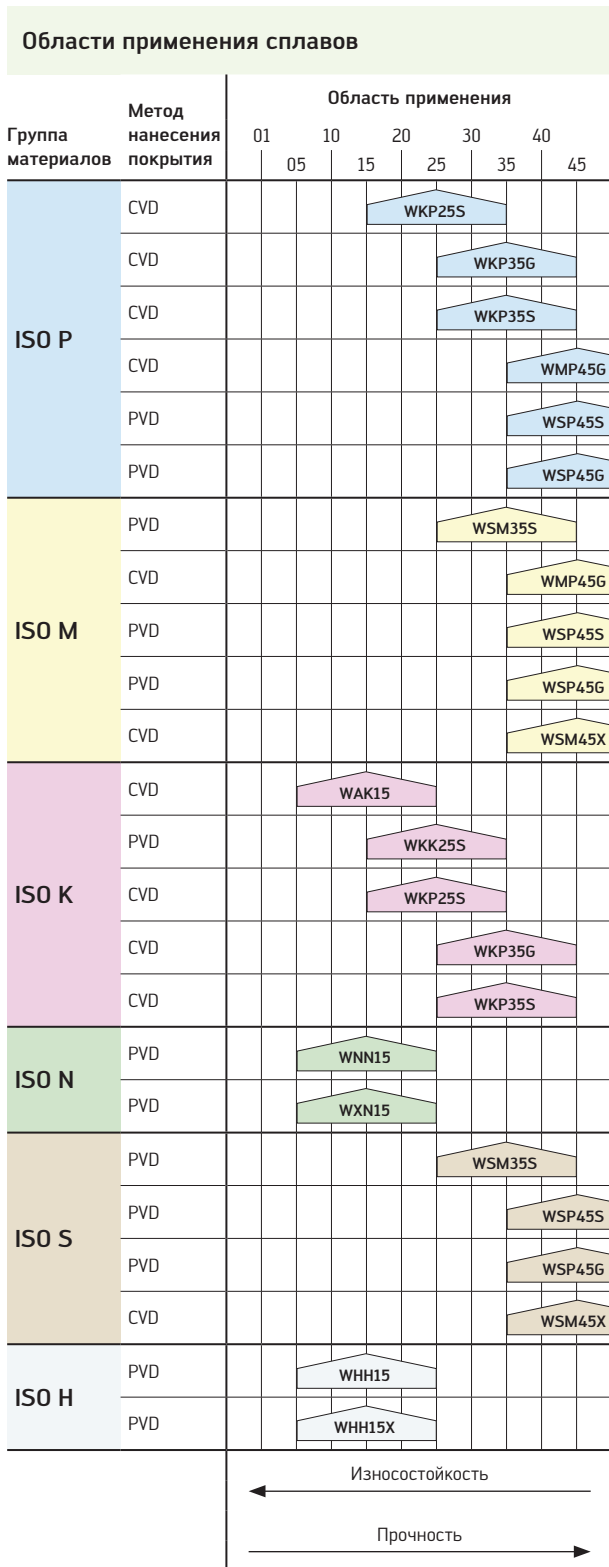 Области применения сплавов
Группа материалов
Метод нанесения покрытия
Область применения
01 10 20 30 40
05 15 25 35 45
ISO P
CVD WKP25S
CVD WKP35G
CVD WKP35S
CVD WMP45G
PVD WSP45S
PVD WSP45G
ISO M
PVD WSM35S
CVD WMP45G
PVD WSP45S
PVD WSP45G
CVD WSM45X
ISO K
CVD WAK15
PVD WKK25S
CVD WKP25S
CVD WKP35G
CVD WKP35S
ISO N
PVD WNN15
PVD WXN15
ISO S
PVD WSM35S
PVD WSP45S
PVD WSP45G
CVD WSM45X
ISO H
PVD WHH15
PVD WHH15X
Износостойкость
Прочность